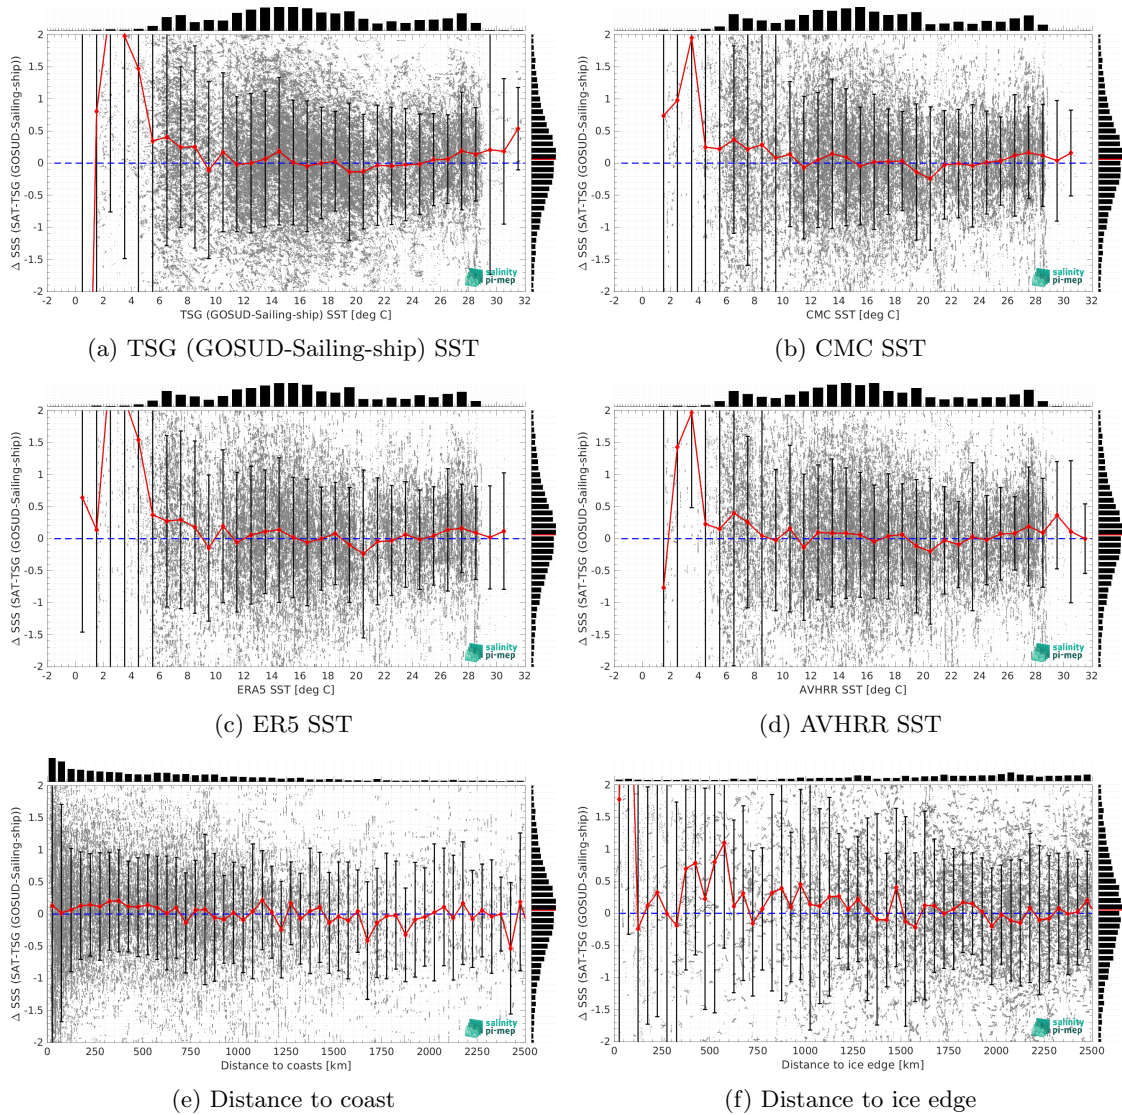 2
1.5
1
0.5
0
-0.5
-1
-1.5
-2
Δ SSS (SAT-TSG (GOSUD-Sailing-ship))
salinity
pi-mep
-2 0 2 4 6 8 10 12 14 16 18 20 22 24 26 28 30 32
TSG (GOSUD-Sailing-ship) SST [deg C]
(a) TSG (GOSUD-Sailing-ship) SST
2
1.5
1
0.5
0
-0.5
-1
-1.5
-2
Δ SSS (SAT-TSG (GOSUD-Sailing-ship))
salinity
pi-mep
-2 0 2 4 6 8 10 12 14 16 18 20 22 24 26 28 30 32
CMC SST [deg C]
(b) CMC SST
2
1.5
1
0.5
0
-0.5
-1
-1.5
-2
Δ SSS (SAT-TSG (GOSUD-Sailing-ship))
salinity
pi-mep
-2 0 2 4 6 8 10 12 14 16 18 20 22 24 26 28 30 32
ERA5 SST [deg C]
(c) ER5 SST
2
1.5
1
0.5
0
-0.5
-1
-1.5
-2
Δ SSS (SAT-TSG (GOSUD-Sailing-ship))
salinity
pi-mep
-2 0 2 4 6 8 10 12 14 16 18 20 22 24 26 28 30 32
AVHRR SST [deg C]
(d) AVHRR SST
2
1.5
1
0.5
0
-0.5
-1
-1.5
-2
Δ SSS (SAT-TSG (GOSUD-Sailing-ship))
salinity
pi-mep
0 250 500 750 1000 1250 1500 1750 2000 2250 2500
Distance to coasts [km]
(e) Distance to coast
2
1.5
1
0.5
0
-0.5
-1
-1.5
-2
Δ SSS (SAT-TSG (GOSUD-Sailing-ship))
salinity
pi-mep
0 250 500 750 1000 1250 1500 1750 2000 2250 2500
Distance to ice edge [km]
(f) Distance to ice edge